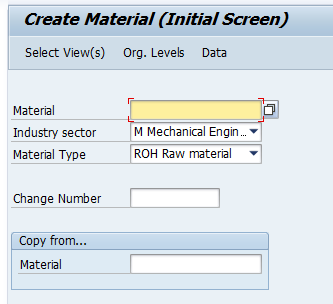 Create Material (Initial Screen)
Select View(s) Org. Levels Data
Material
Industry sector M Mechanical Engin...
Material Type ROH Raw material
Change Number
Copy from...
Material